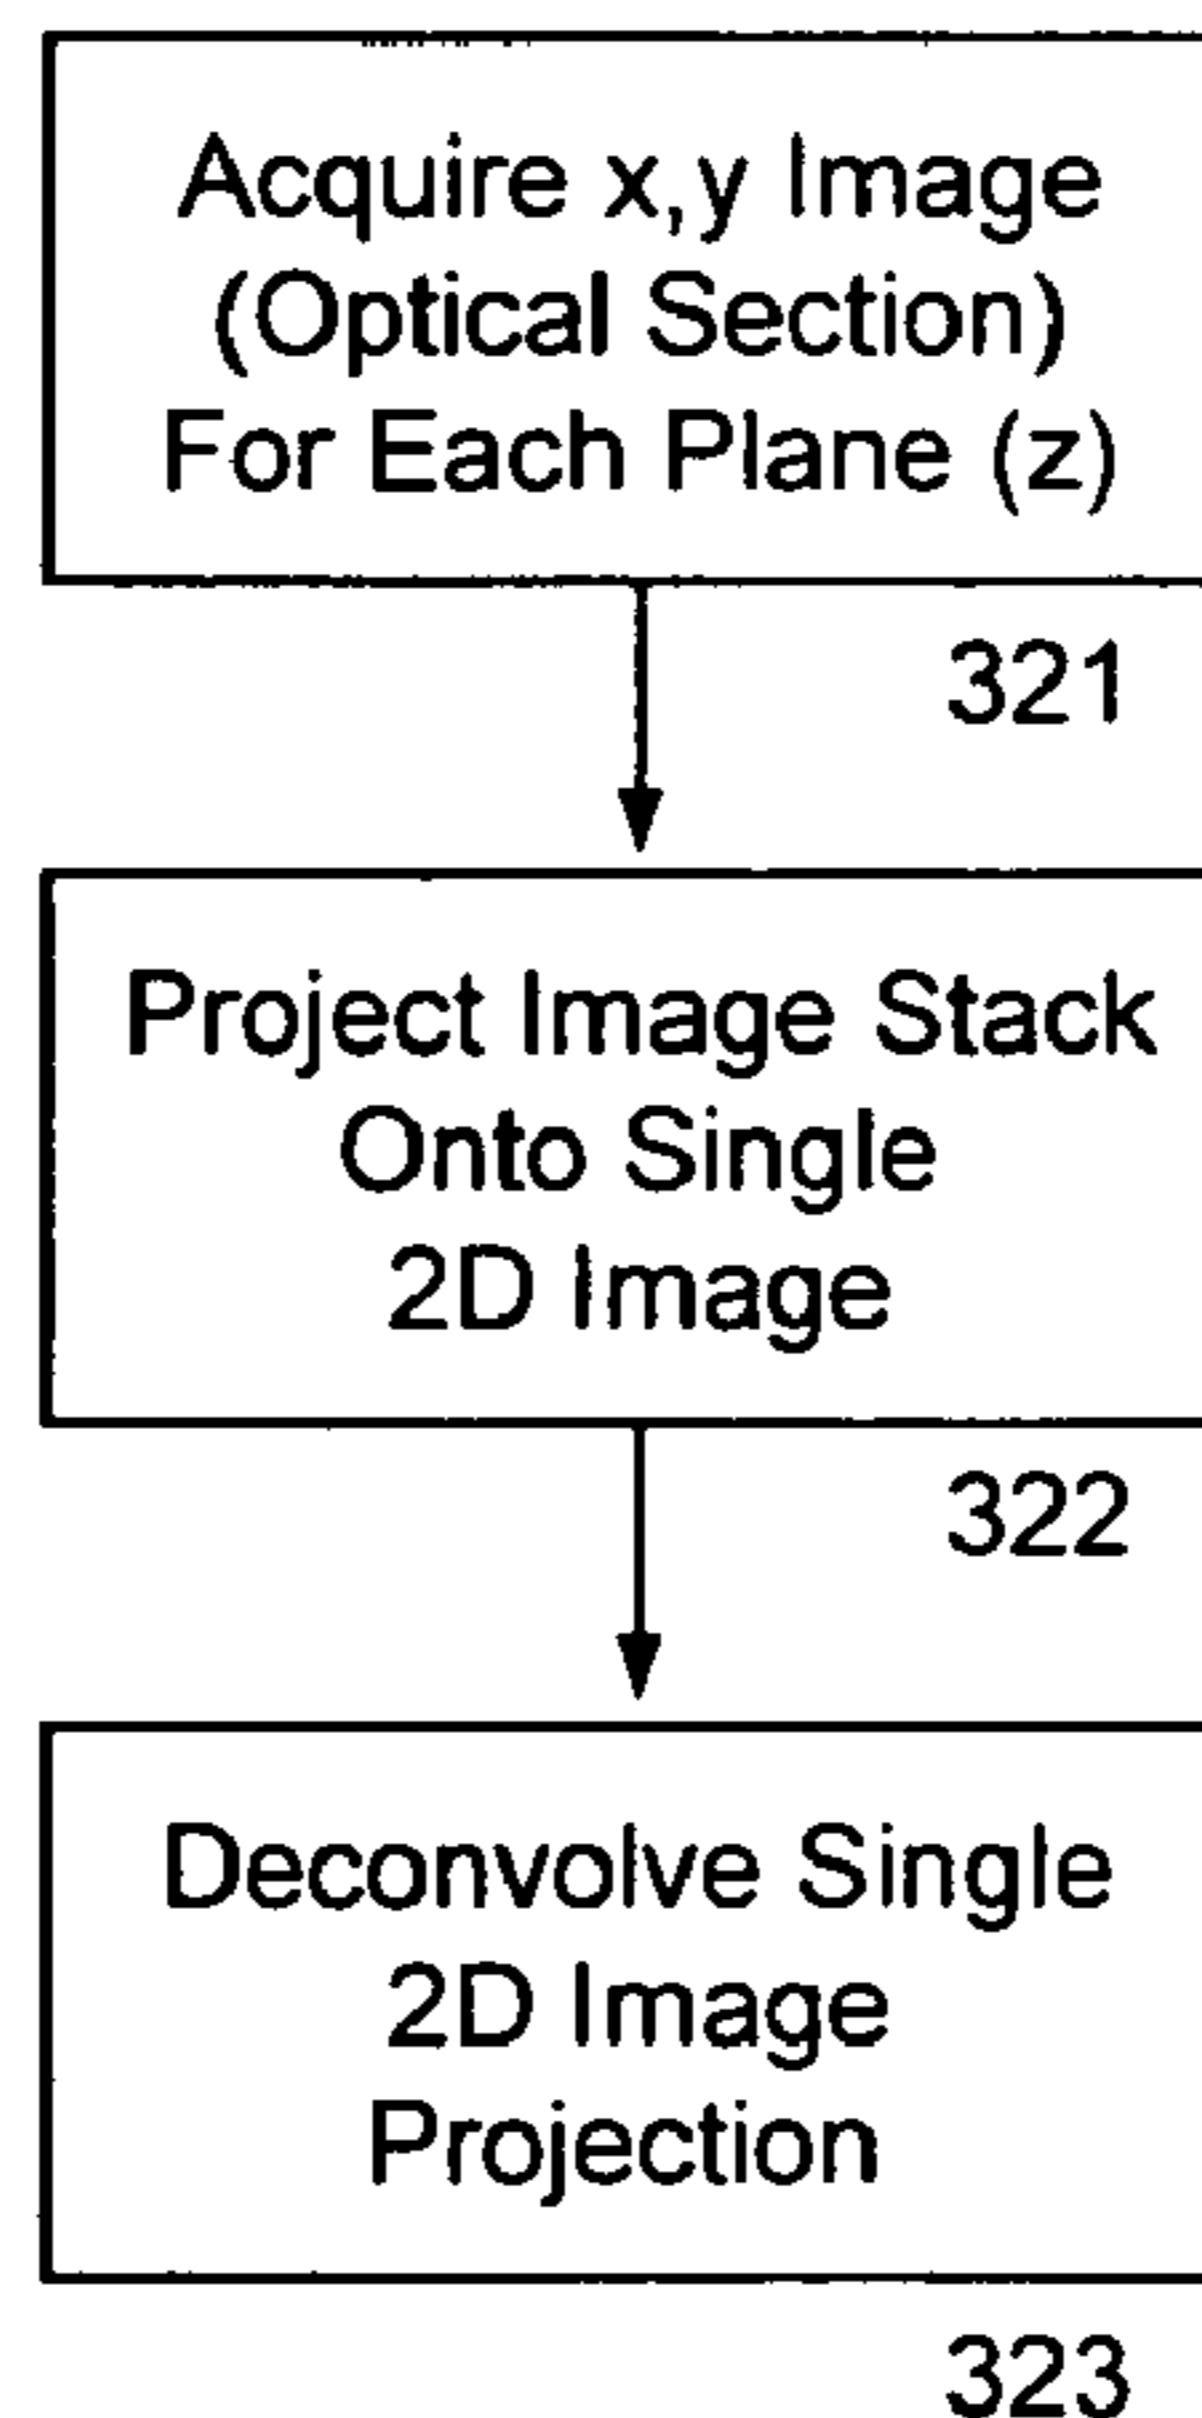 Acquire x,y Image
(Optical Section)
For Each Plane (z)
321
Project Image Stack
Onto Single
2D Image
322
Deconvolve Single
2D Image
Projection
323